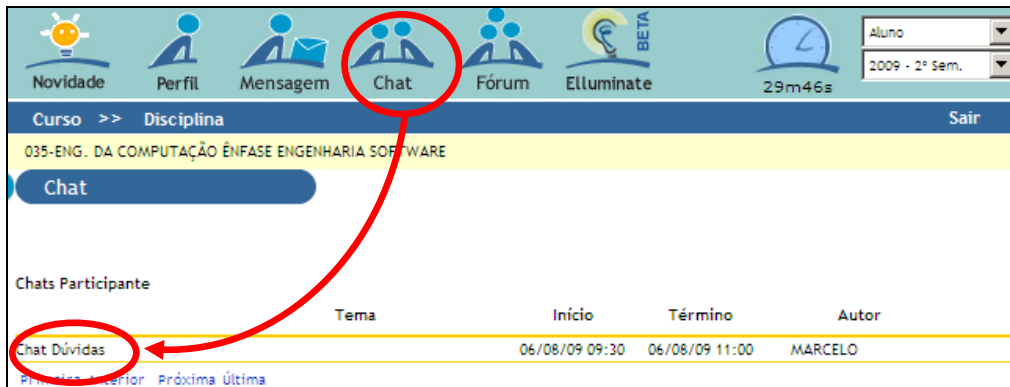 Novidade Perfil Mensagem Chat Fórum Elluminate BETA 29m46s
Aluno
2009 - 2º Sem.
Curso >> Disciplina Sair
035-ENG. DA COMPUTAÇÃO ÊNFASE ENGENHARIA SOFTWARE
Chat
Chats Participante
Tema Início Término Autor
Chat Dúvidas 06/08/09 09:30 06/08/09 11:00 MARCELO
Primeira Anterior Próxima Última